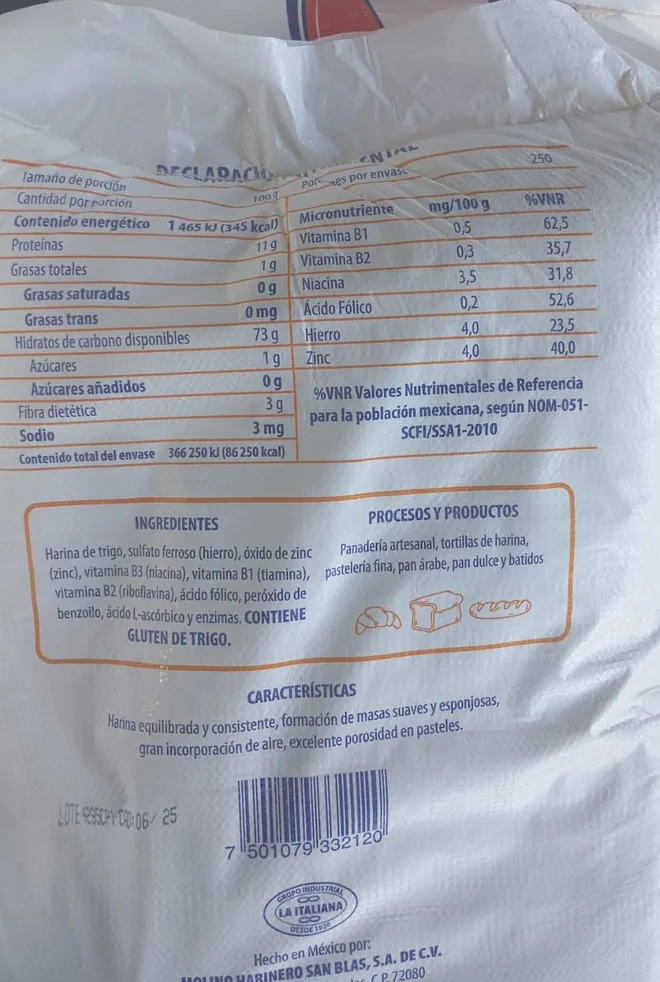 Tamaño de porción 100 g
Cantidad por porción
Contenido energético 1 465 kJ (345 kcal)
Proteínas 11 g
Grasas totales 1 g
Grasas saturadas 0 g
Grasas trans 0 mg
Hidratos de carbono disponibles 73 g
Azúcares 1 g
Azúcares añadidos 0 g
Fibra dietética 3 g
Sodio 3 mg
Contenido total del envase 366 250 kJ (86 250 kcal)
por envase 250
Micronutriente mg/100 g %VNR
Vitamina B1 0,5 62,5
Vitamina B2 0,3 35,7
Niacina 3,5 31,8
Ácido Fólico 0,2 52,6
Hierro 4,0 23,5
Zinc 4,0 40,0
%VNR Valores Nutrimentales de Referencia
para la población mexicana, según NOM-051-
SCFI/SSA1-2010
INGREDIENTES
Harina de trigo, sulfato ferroso (hierro), óxido de zinc
(zinc), vitamina B3 (niacina), vitamina B1 (tiamina),
vitamina B2 (riboflavina), ácido fólico, peróxido de
benzoilo, ácido L-ascórbico y enzimas. CONTIENE
GLUTEN DE TRIGO.
PROCESOS Y PRODUCTOS
Panadería artesanal, tortillas de harina,
pastelería fina, pan árabe, pan dulce y batidos
CARACTERÍSTICAS
Harina equilibrada y consistente, formación de masas suaves y esponjosas,
gran incorporación de aire, excelente porosidad en pasteles.
LOTE CAD: 06/ 25
7 501079 332120
GRUPO INDUSTRIAL
LA ITALIANA
DESDE 1920
Hecho en México por:
MOLINO HARINERO SAN BLAS, S.A. DE C.V.
C.P. 72080